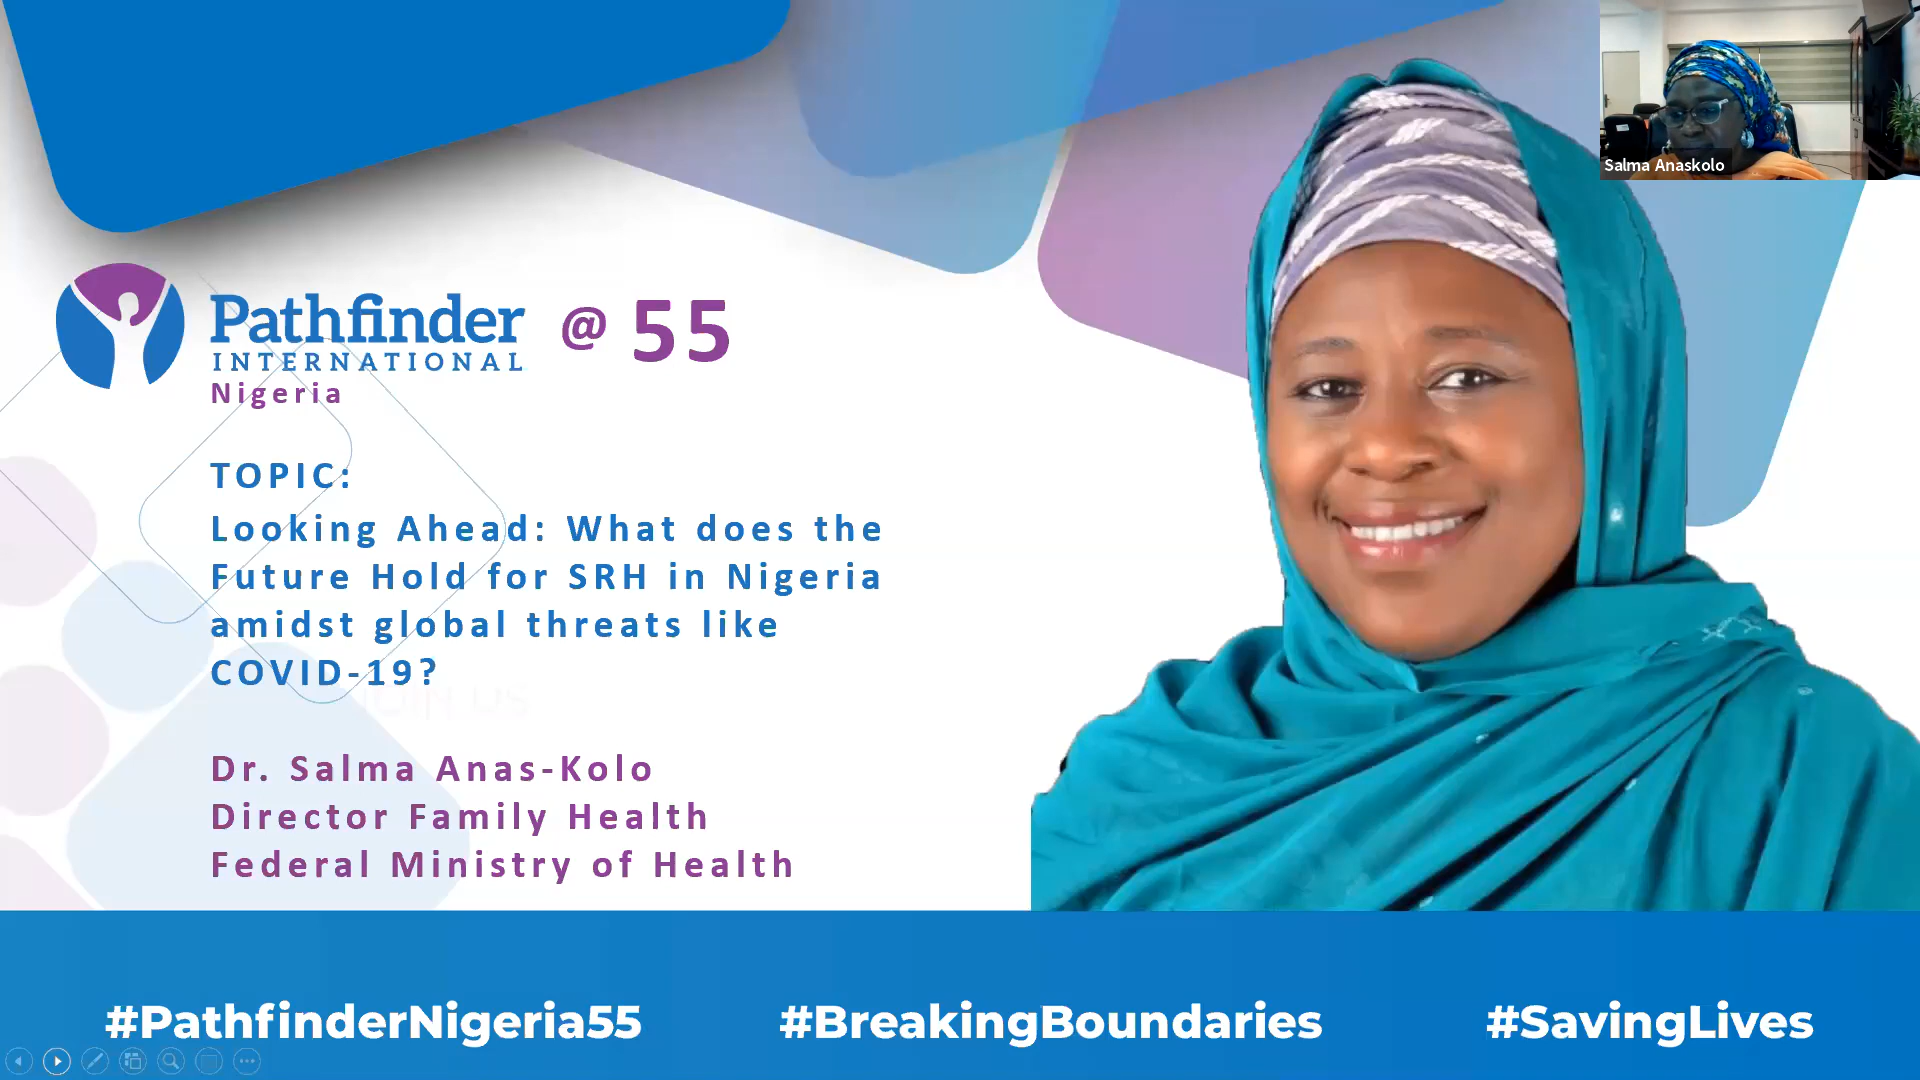 Salma Anaskolo
Pathfinder
INTERNATIONAL
Nigeria
@ 55
TOPIC:
Looking Ahead: What does the
Future Hold for SRH in Nigeria
amidst global threats like
COVID-19?
JOIN US
Dr. Salma Anas-Kolo
Director Family Health
Federal Ministry of Health
#PathfinderNigeria55
#BreakingBoundaries
#SavingLives